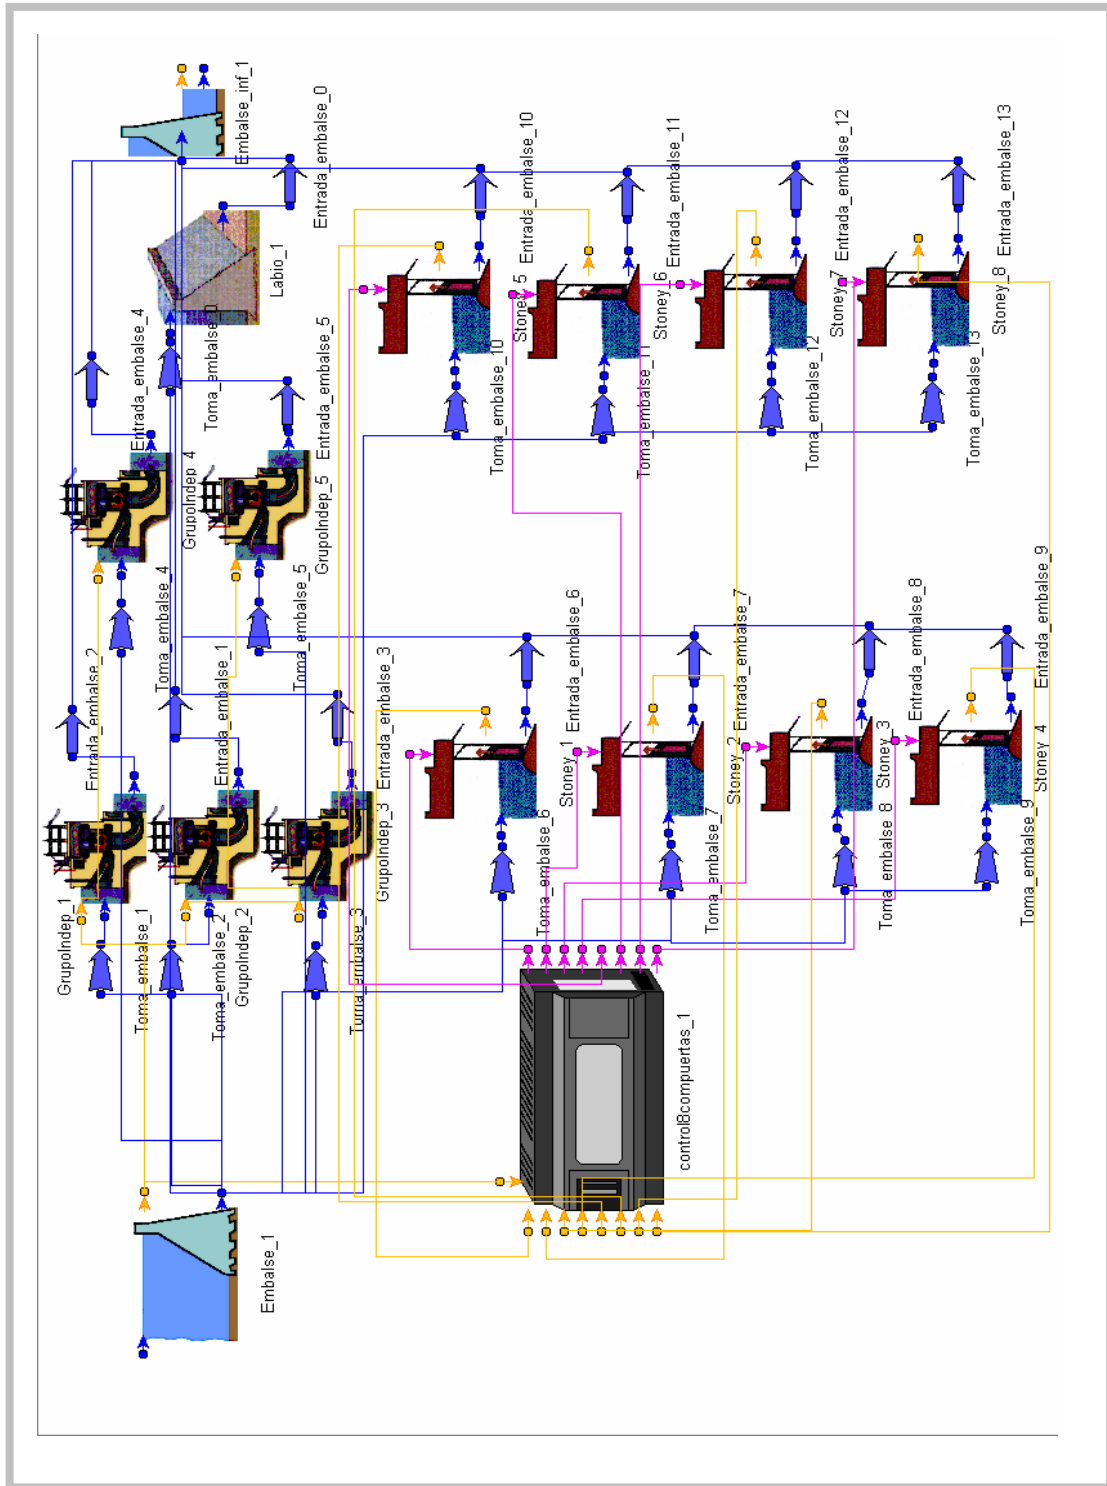 Embalse_inf_1
Entrada_embalse_0
Labio_1
Toma_embalse_0
Entrada_embalse_4
Entrada_embalse_5
GrupoIndep_4
GrupoIndep_5
Toma_embalse_4
Toma_embalse_5
Entrada_embalse_2
Entrada_embalse_1
Entrada_embalse_3
GrupoIndep_1
GrupoIndep_2
GrupoIndep_3
Toma_embalse_1
Toma_embalse_2
Toma_embalse_3
Embalse_1
Entrada_embalse_10
Entrada_embalse_11
Entrada_embalse_12
Entrada_embalse_13
Stoney_5
Stoney_6
Stoney_7
Stoney_8
Toma_embalse_10
Toma_embalse_11
Toma_embalse_12
Toma_embalse_13
Entrada_embalse_6
Entrada_embalse_7
Entrada_embalse_8
Entrada_embalse_9
Stoney_1
Stoney_2
Stoney_3
Stoney_4
Toma_embalse_6
Toma_embalse_7
Toma_embalse_8
Toma_embalse_9
control8compuertas_1